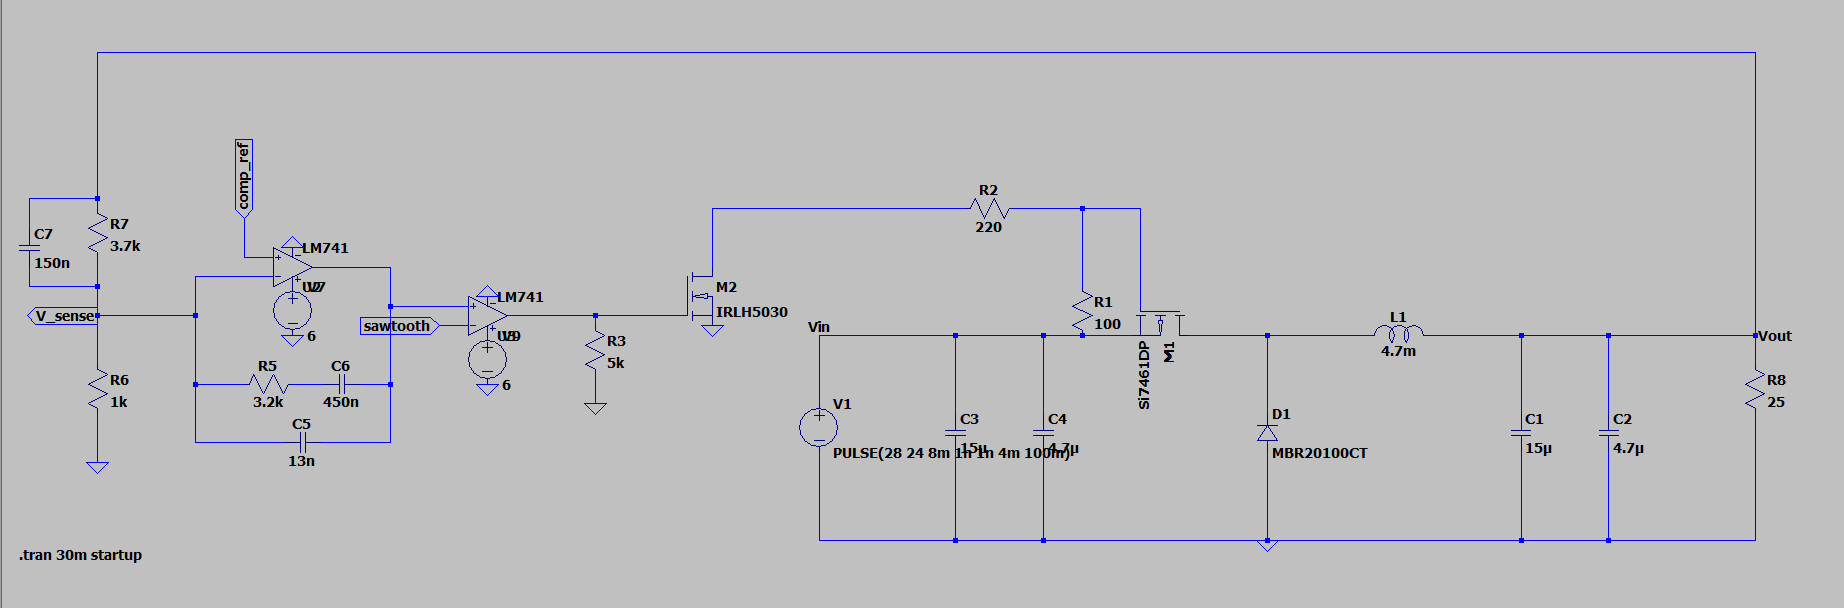 comp_ref
R7
3.7k
C7
150n
V_sense
R6
1k
LM741
6
R5
3.2k
C6
450n
C5
13n
sawtooth
LM741
6
R3
5k
M2
IRLH5030
R2
220
R1
100
Vin
V1
PULSE(28 24 8m 1n 1n 4m 100m)
C3
15µ
C4
4.7µ
Si7461DP
M1
D1
MBR20100CT
L1
4.7m
C1
15µ
C2
4.7µ
Vout
R8
25
.tran 30m startup